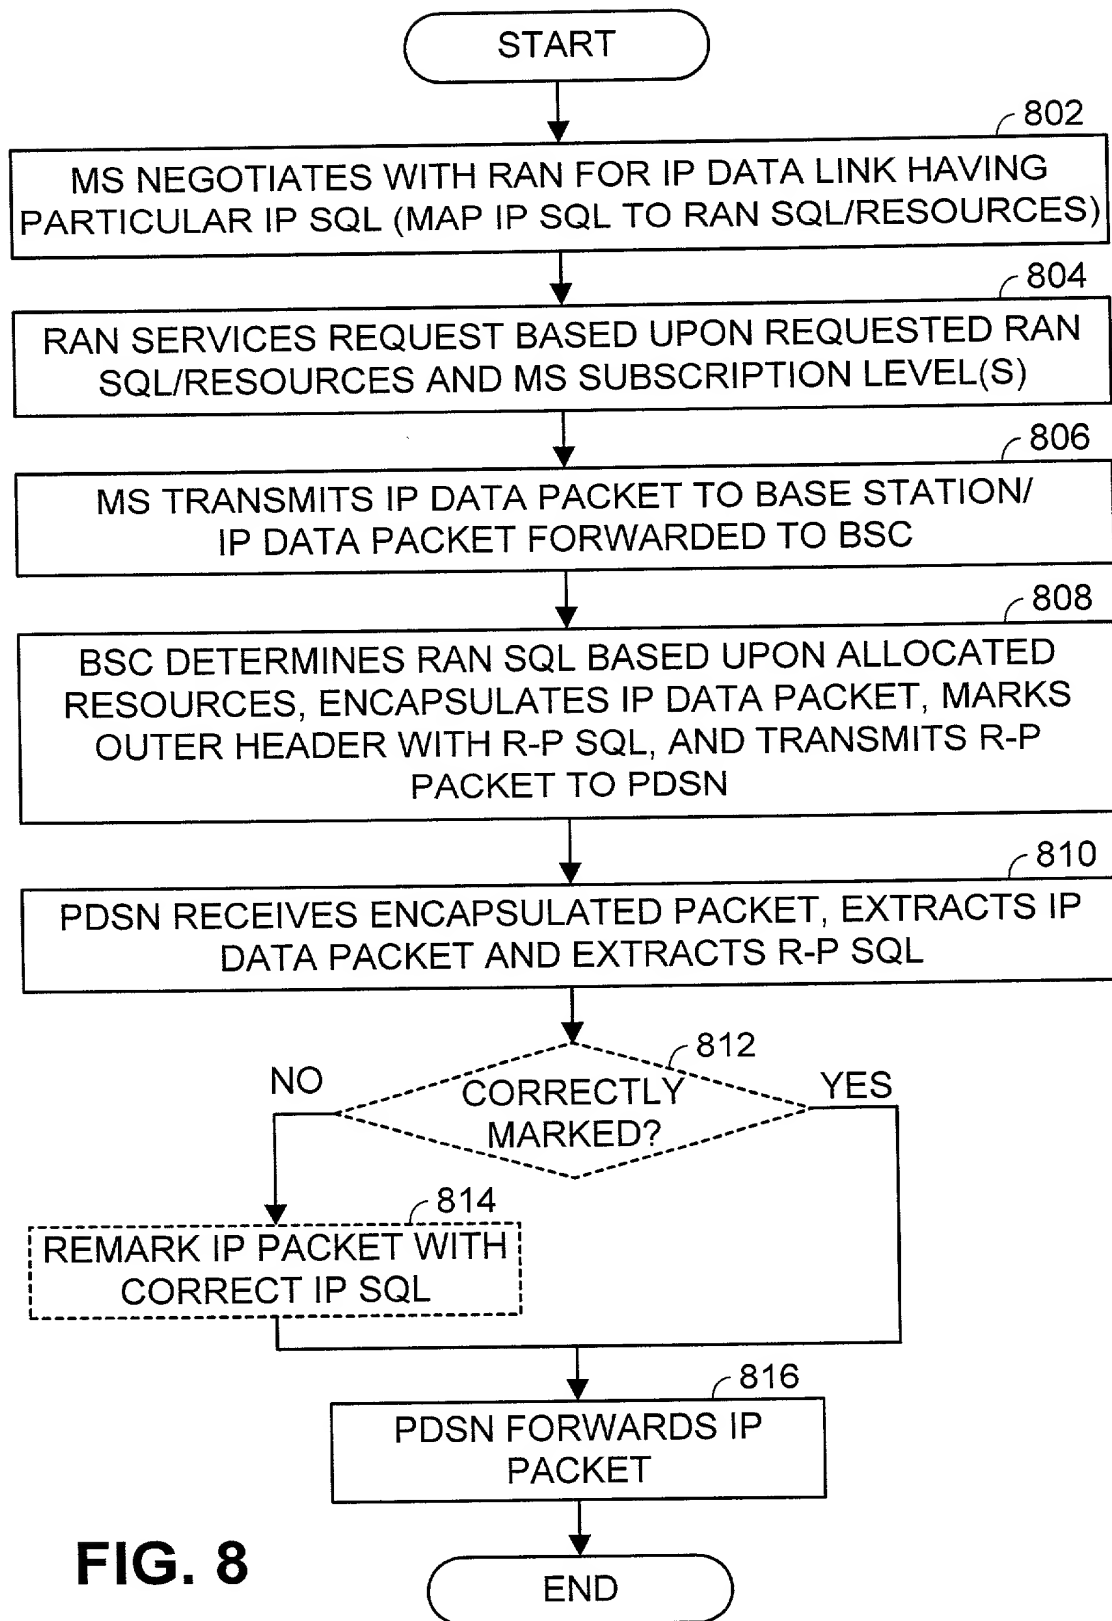 START
802
MS NEGOTIATES WITH RAN FOR IP DATA LINK HAVING
PARTICULAR IP SQL (MAP IP SQL TO RAN SQL/RESOURCES)
804
RAN SERVICES REQUEST BASED UPON REQUESTED RAN
SQL/RESOURCES AND MS SUBSCRIPTION LEVEL(S)
806
MS TRANSMITS IP DATA PACKET TO BASE STATION/
IP DATA PACKET FORWARDED TO BSC
808
BSC DETERMINES RAN SQL BASED UPON ALLOCATED
RESOURCES, ENCAPSULATES IP DATA PACKET, MARKS
OUTER HEADER WITH R-P SQL, AND TRANSMITS R-P
PACKET TO PDSN
810
PDSN RECEIVES ENCAPSULATED PACKET, EXTRACTS IP
DATA PACKET AND EXTRACTS R-P SQL
812
NO
YES
CORRECTLY
MARKED?
814
REMARK IP PACKET WITH
CORRECT IP SQL
816
PDSN FORWARDS IP
PACKET
FIG. 8
END